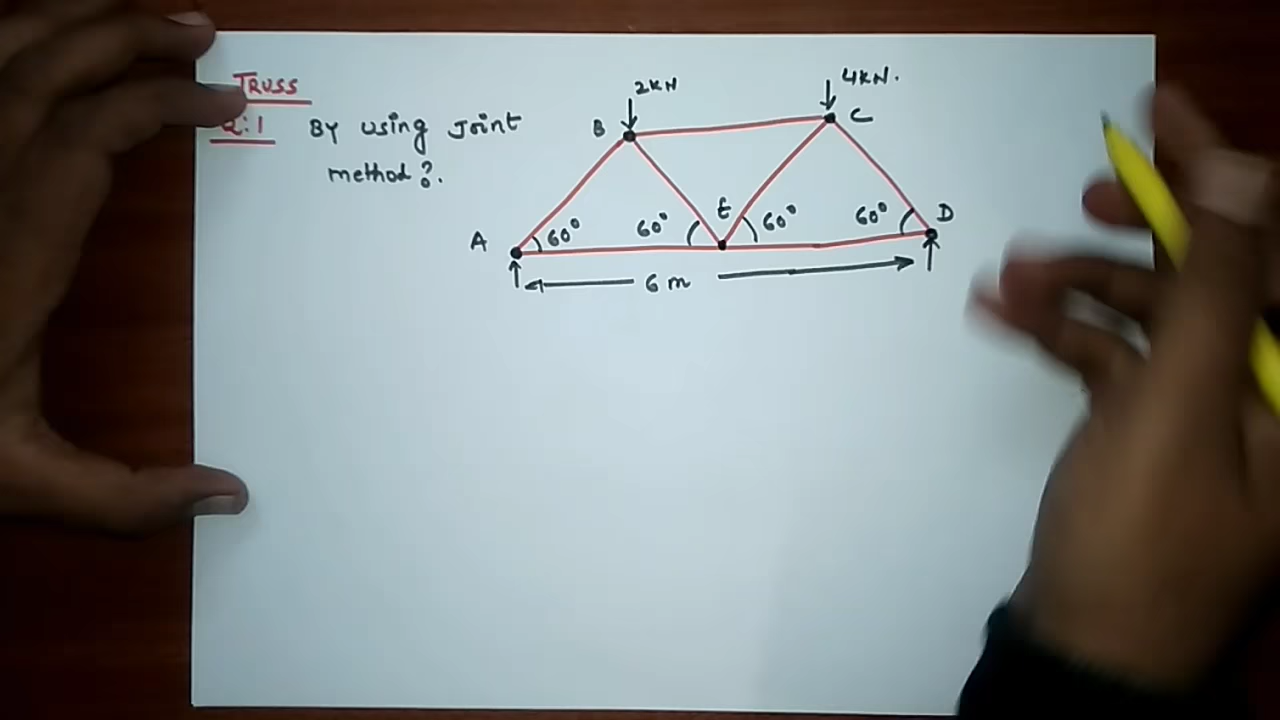 TRUSS
Q:1 By using Joint
method?.
2KN
4KN.
B
C
A
60°
60°
E
60°
60°
D
6 m